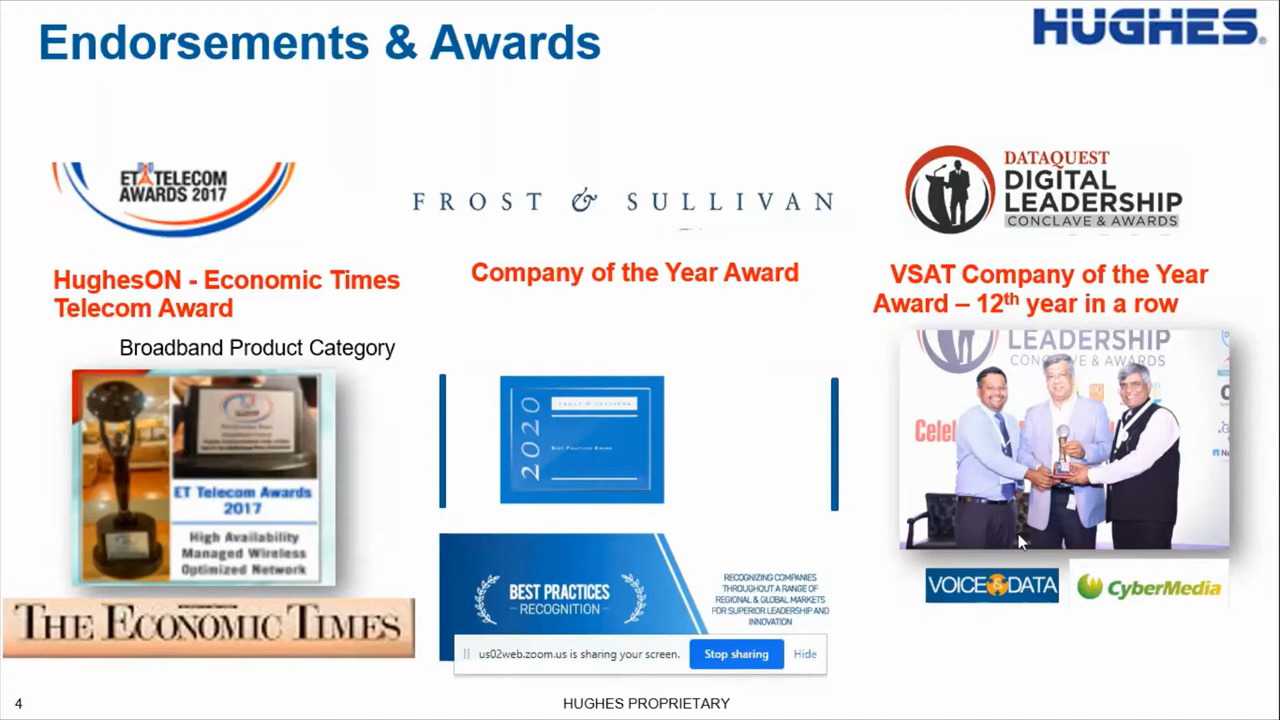 Endorsements & Awards
HUGHES
ET TELECOM
AWARDS 2017
FROST & SULLIVAN
DATAQUEST
DIGITAL
LEADERSHIP
CONCLAVE & AWARDS
HughesON - Economic Times
Telecom Award
Broadband Product Category
Company of the Year Award
VSAT Company of the Year
Award – 12th year in a row
ET Telecom Awards
2017
High Availability
Managed Wireless
Optimized Network
THE ECONOMIC TIMES
2020
BEST PRACTICES AWARD
BEST PRACTICES
RECOGNITION
RECOGNIZING COMPANIES
THROUGHOUT A RANGE OF
REGIONAL & GLOBAL MARKETS
FOR SUPERIOR LEADERSHIP AND
INNOVATION
LEADERSHIP
CONCLAVE & AWARDS
VOICE&DATA
CyberMedia
us02web.zoom.us is sharing your screen.
Stop sharing
Hide
4
HUGHES PROPRIETARY